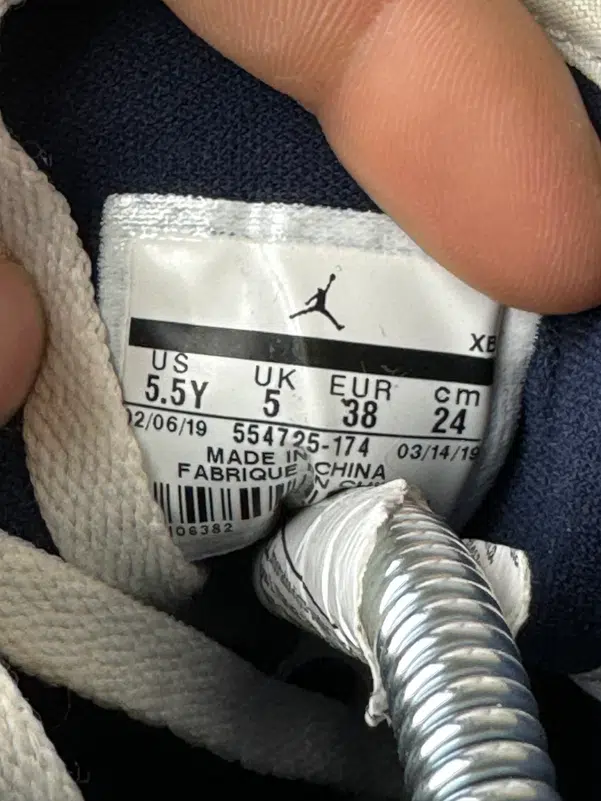 XB
US UK EUR cm
5.5Y 5 38 24
02/06/19 554725-174 03/14/19
MADE IN CHINA
FABRIQUE
106382